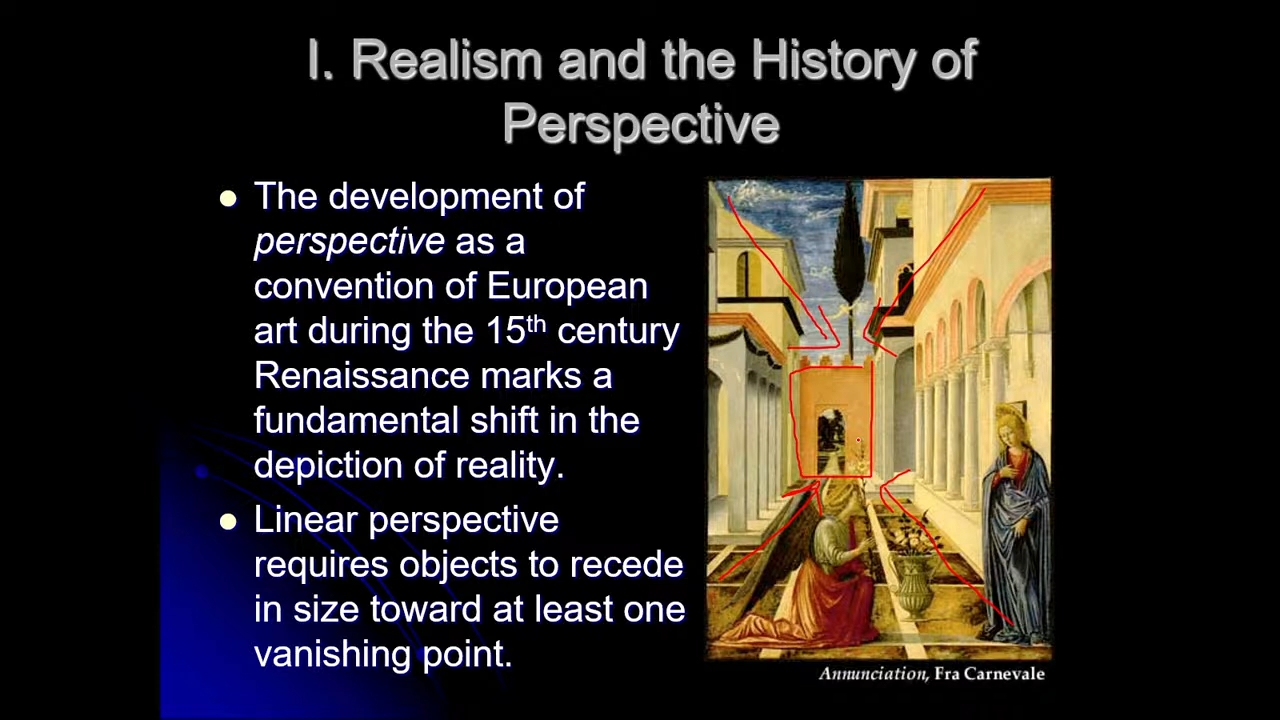 I. Realism and the History of
Perspective
The development of
perspective as a
convention of European
art during the 15th century
Renaissance marks a
fundamental shift in the
depiction of reality.
Linear perspective
requires objects to recede
in size toward at least one
vanishing point.
Annunciation, Fra Carnevale